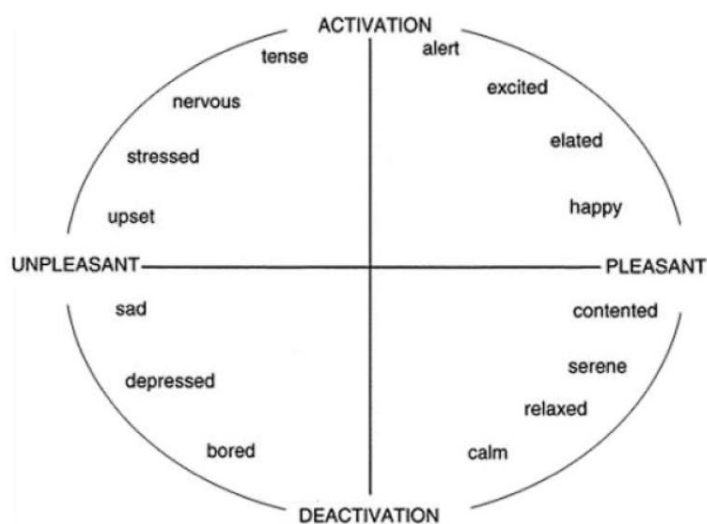 ACTIVATION
tense
alert
nervous
excited
stressed
elated
upset
happy
UNPLEASANT
PLEASANT
sad
contented
depressed
serene
relaxed
bored
calm
DEACTIVATION